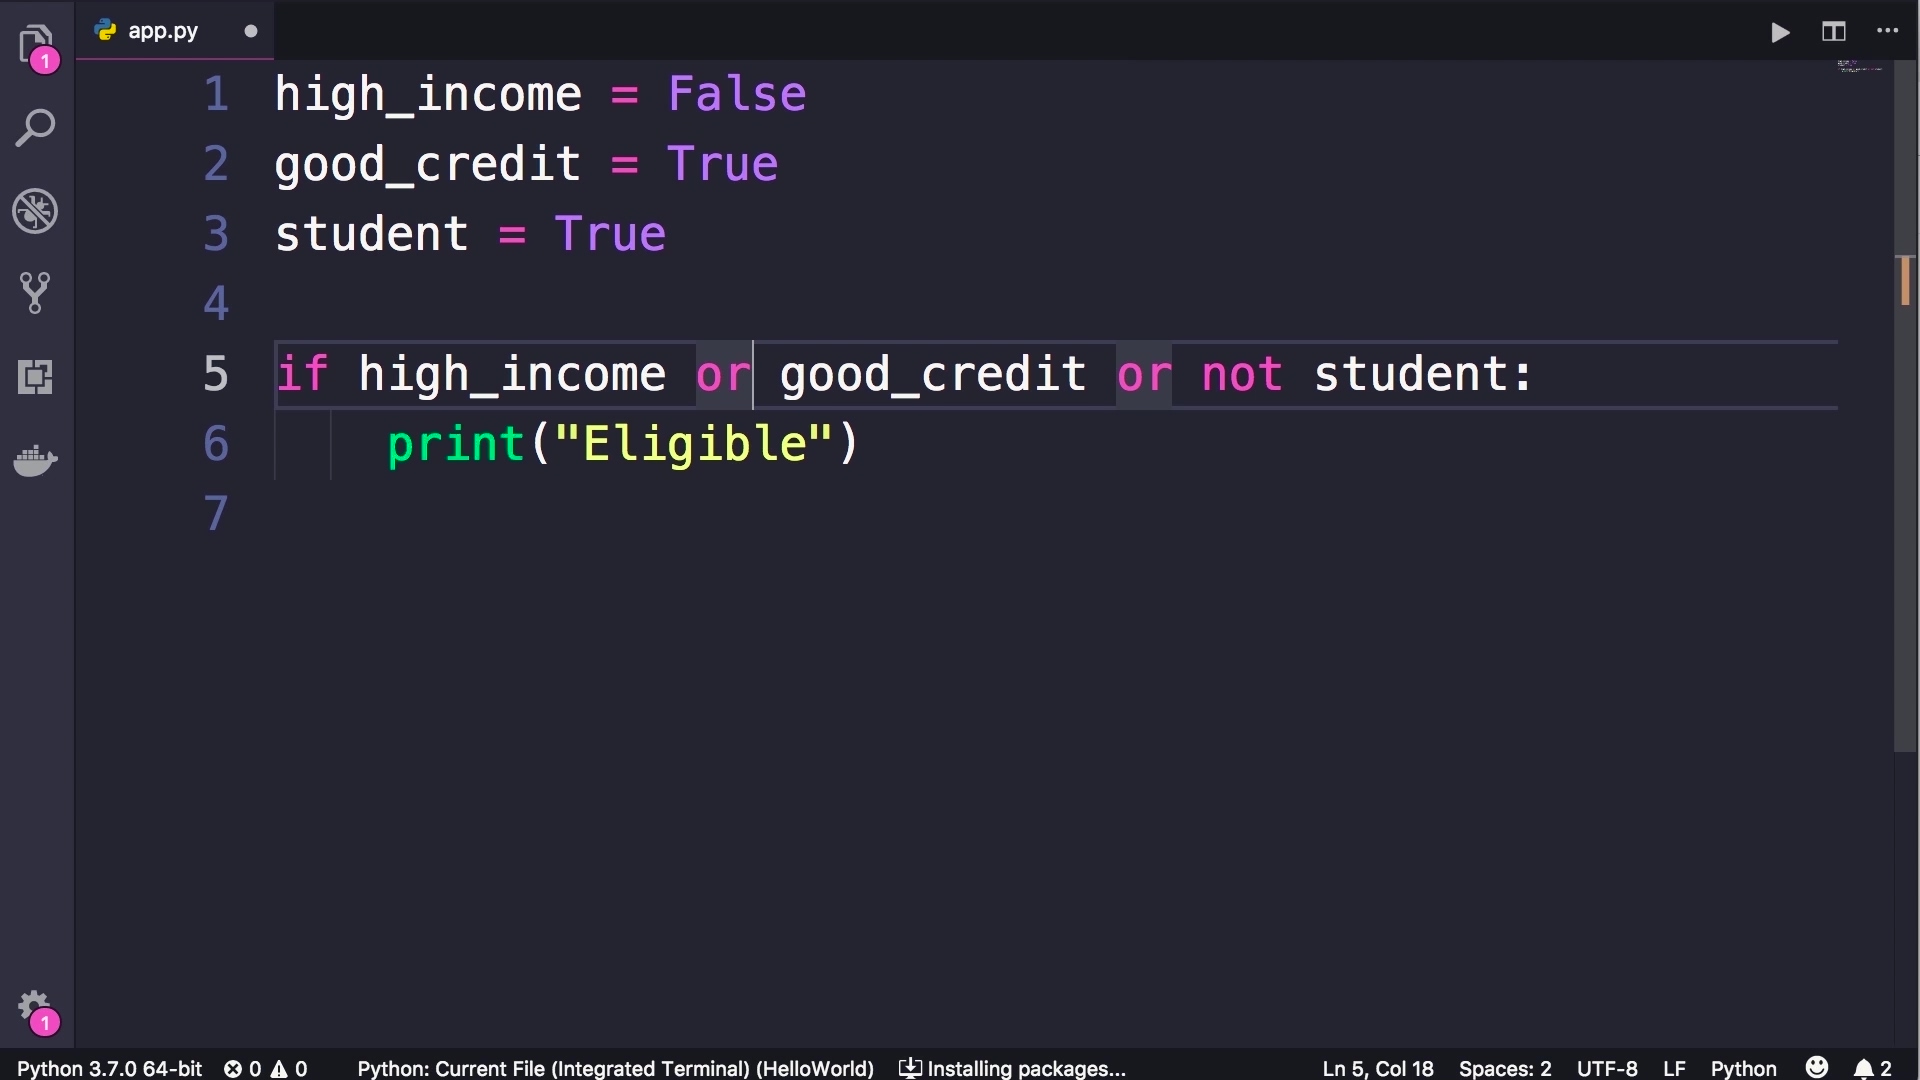 app.py
1
1 high_income = False
2 good_credit = True
3 student = True
4
5 if high_income or good_credit or not student:
6 print("Eligible")
7
1
Python 3.7.0 64-bit 0 0 Python: Current File (Integrated Terminal) (HelloWorld) Installing packages... Ln 5, Col 18 Spaces: 2 UTF-8 LF Python 2